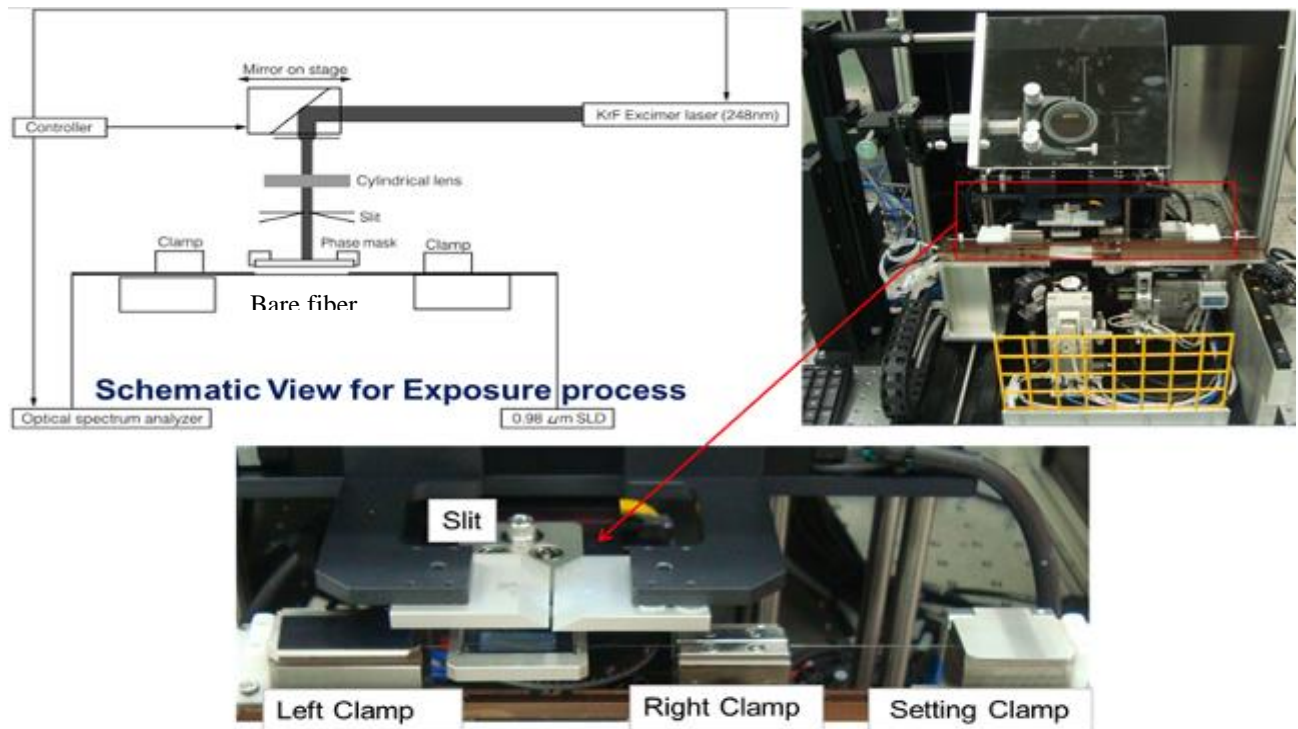 Mirror on stage
Controller
KrF Excimer laser (248nm)
Cylindrical lens
Slit
Phase mask
Clamp
Clamp
Bare fiber
Schematic View for Exposure process
Optical spectrum analyzer
0.98 µm SLD
Slit
Left Clamp
Right Clamp
Setting Clamp